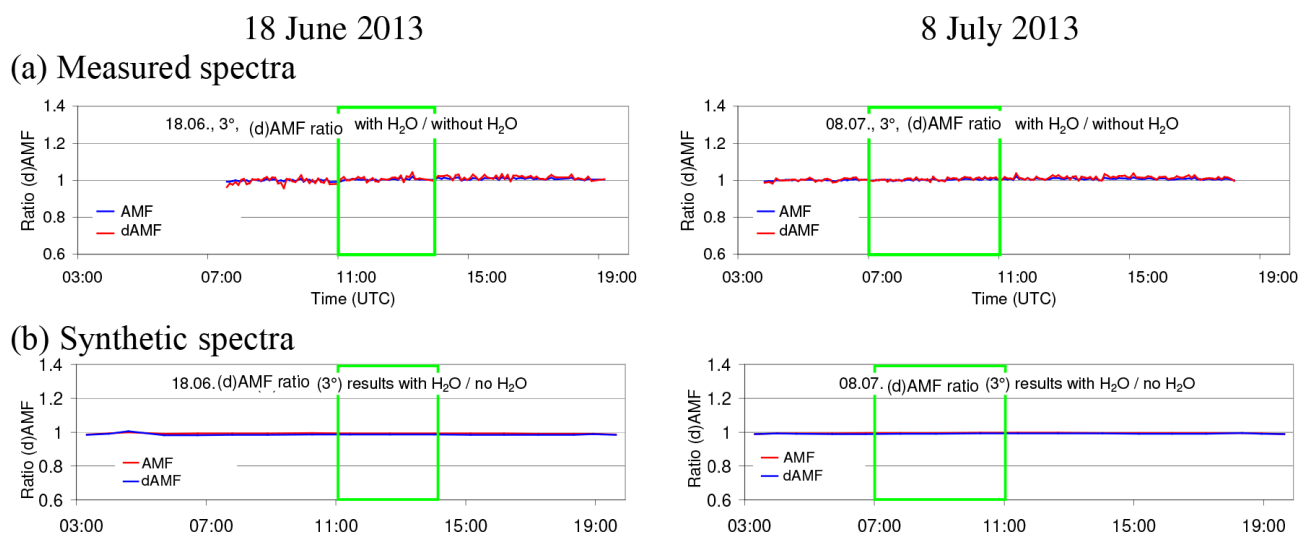 18 June 2013
8 July 2013
(a) Measured spectra
Ratio (d)AMF
1.4
1.2
1
0.8
0.6
18.06., 3°, (d)AMF ratio with H₂O / without H₂O
AMF
dAMF
03:00 07:00 11:00 15:00 19:00
Time (UTC)
Ratio (d)AMF
1.4
1.2
1
0.8
0.6
08.07., 3°, (d)AMF ratio with H₂O / without H₂O
AMF
dAMF
03:00 07:00 11:00 15:00 19:00
Time (UTC)
(b) Synthetic spectra
Ratio (d)AMF
1.4
1.2
1
0.8
0.6
18.06. (d)AMF ratio (3°) results with H₂O / no H₂O
AMF
dAMF
03:00 07:00 11:00 15:00 19:00
Ratio (d)AMF
1.4
1.2
1
0.8
0.6
08.07. (d)AMF ratio (3°) results with H₂O / no H₂O
AMF
dAMF
03:00 07:00 11:00 15:00 19:00